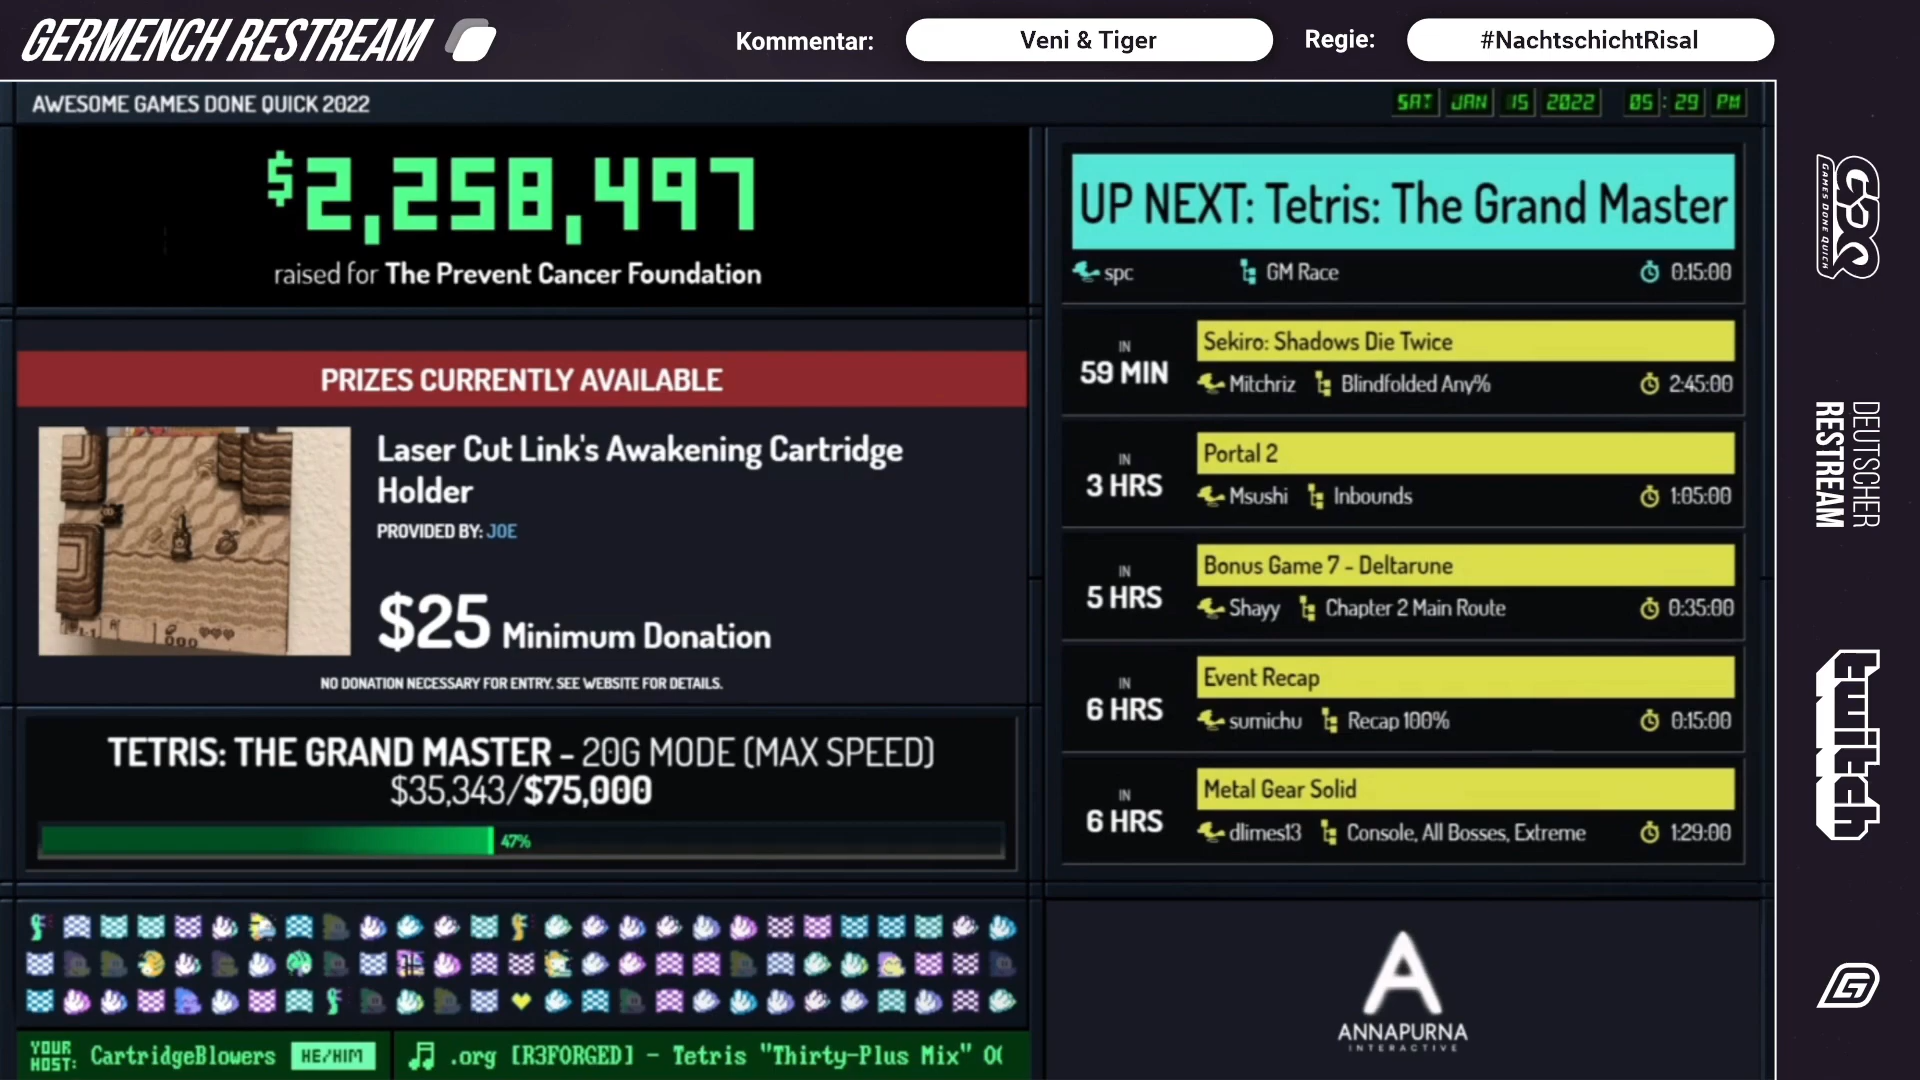 GERMENCH RESTREAM
Kommentar:
Veni & Tiger
Regie:
#NachtschichtRisal
AWESOME GAMES DONE QUICK 2022
SAT JAN 15 2022 05:29 PM
$2,258,497
raised for The Prevent Cancer Foundation
PRIZES CURRENTLY AVAILABLE
Laser Cut Link's Awakening Cartridge
Holder
PROVIDED BY: JOE
$25 Minimum Donation
NO DONATION NECESSARY FOR ENTRY. SEE WEBSITE FOR DETAILS.
TETRIS: THE GRAND MASTER - 20G MODE (MAX SPEED)
$35,343/$75,000
47%
YOUR
HOST:
CartridgeBlowers
HE/HIM
.org [R3FORGED] - Tetris "Thirty-Plus Mix" O
UP NEXT: Tetris: The Grand Master
spc
GM Race
0:15:00
IN
59 MIN
Sekiro: Shadows Die Twice
Mitchriz
Blindfolded Any%
2:45:00
IN
3 HRS
Portal 2
Msushi
Inbounds
1:05:00
IN
5 HRS
Bonus Game 7 - Deltarune
Shayy
Chapter 2 Main Route
0:35:00
IN
6 HRS
Event Recap
sumichu
Recap 100%
0:15:00
IN
6 HRS
Metal Gear Solid
dlimes13
Console, All Bosses, Extreme
1:29:00
ANNAPURNA
INTERACTIVE
GDQ
GAMES DONE QUICK
DEUTSCHER
RESTREAM
twitch
G